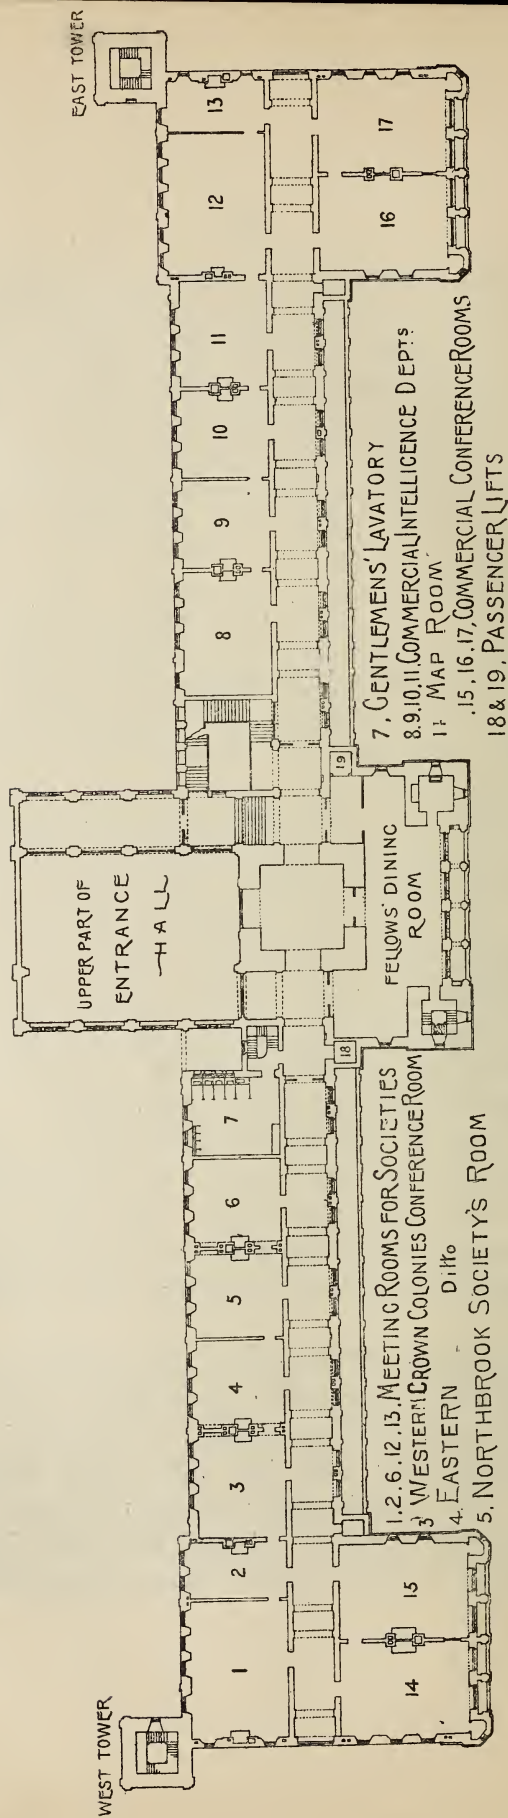 WEST TOWER
EAST TOWER
UPPER PART OF
ENTRANCE
HALL
1
2
3
4
5
6
7
8
9
10
11
12
13
14
15
16
17
18
19
FELLOWS' DINING
ROOM
1.2.6.12.13. MEETING ROOMS FOR SOCIETIES
3 WESTERN CROWN COLONIES CONFERENCE ROOM
4. EASTERN - Ditto
5. NORTHBROOK SOCIETY'S ROOM
7, GENTLEMENS' LAVATORY
8.9.10.11. COMMERCIAL INTELLIGENCE DEPTS
MAP ROOM
.15.16.17, COMMERCIAL CONFERENCE ROOMS
18 & 19, PASSENGER LIFTS